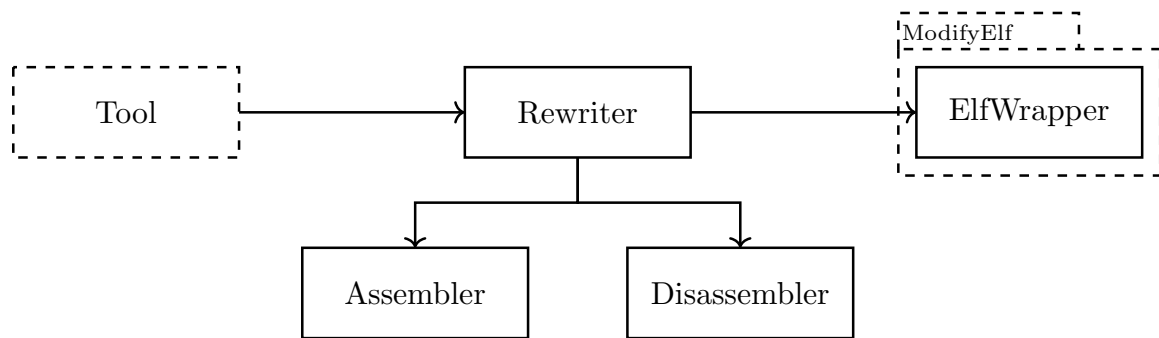 ModifyElf
Tool
Rewriter
ElfWrapper
Assembler
Disassembler